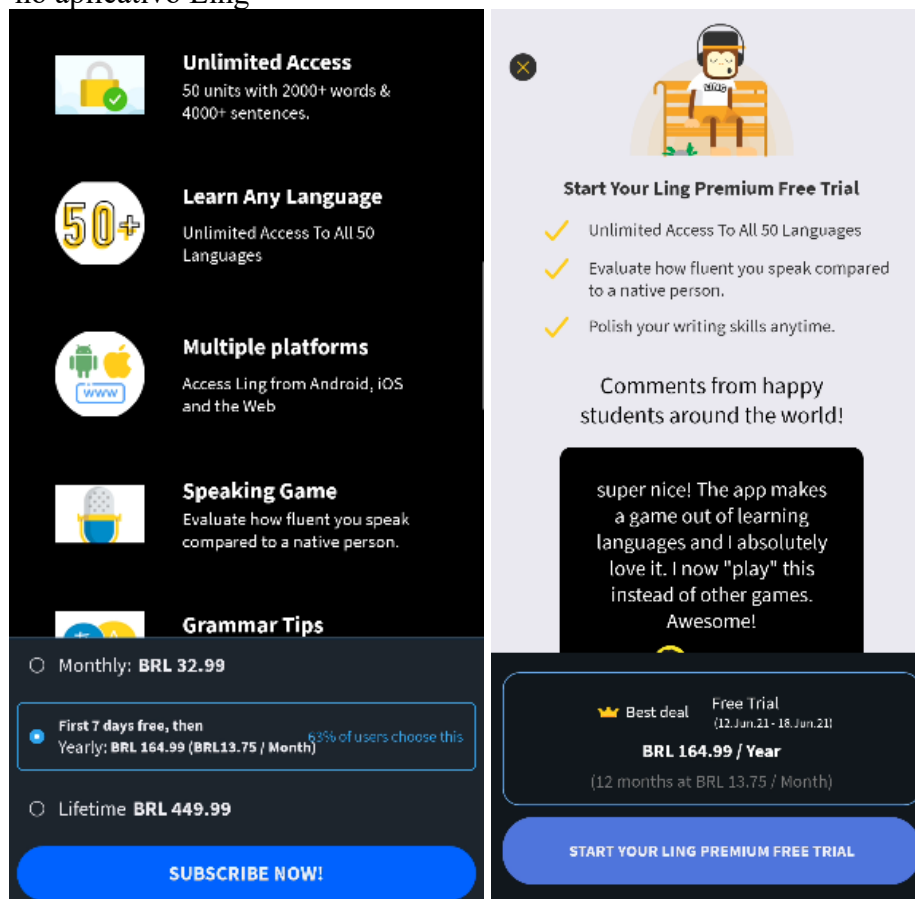 no aplicativo Ling
Unlimited Access
50 units with 2000+ words &
4000+ sentences.
50+
Learn Any Language
Unlimited Access To All 50
Languages
Multiple platforms
www
Access Ling from Android, iOS
and the Web
Speaking Game
Evaluate how fluent you speak
compared to a native person.
Grammar Tips
Monthly: BRL 32.99
First 7 days free, then
Yearly: BRL 164.99 (BRL13.75 / Month)
63% of users choose this
Lifetime BRL 449.99
SUBSCRIBE NOW!
LING
Start Your Ling Premium Free Trial
Unlimited Access To All 50 Languages
Evaluate how fluent you speak compared
to a native person.
Polish your writing skills anytime.
Comments from happy
students around the world!
super nice! The app makes
a game out of learning
languages and I absolutely
love it. I now "play" this
instead of other games.
Awesome!
Best deal
Free Trial
(12.Jun.21 - 18.Jun.21)
BRL 164.99 / Year
(12 months at BRL 13.75 / Month)
START YOUR LING PREMIUM FREE TRIAL